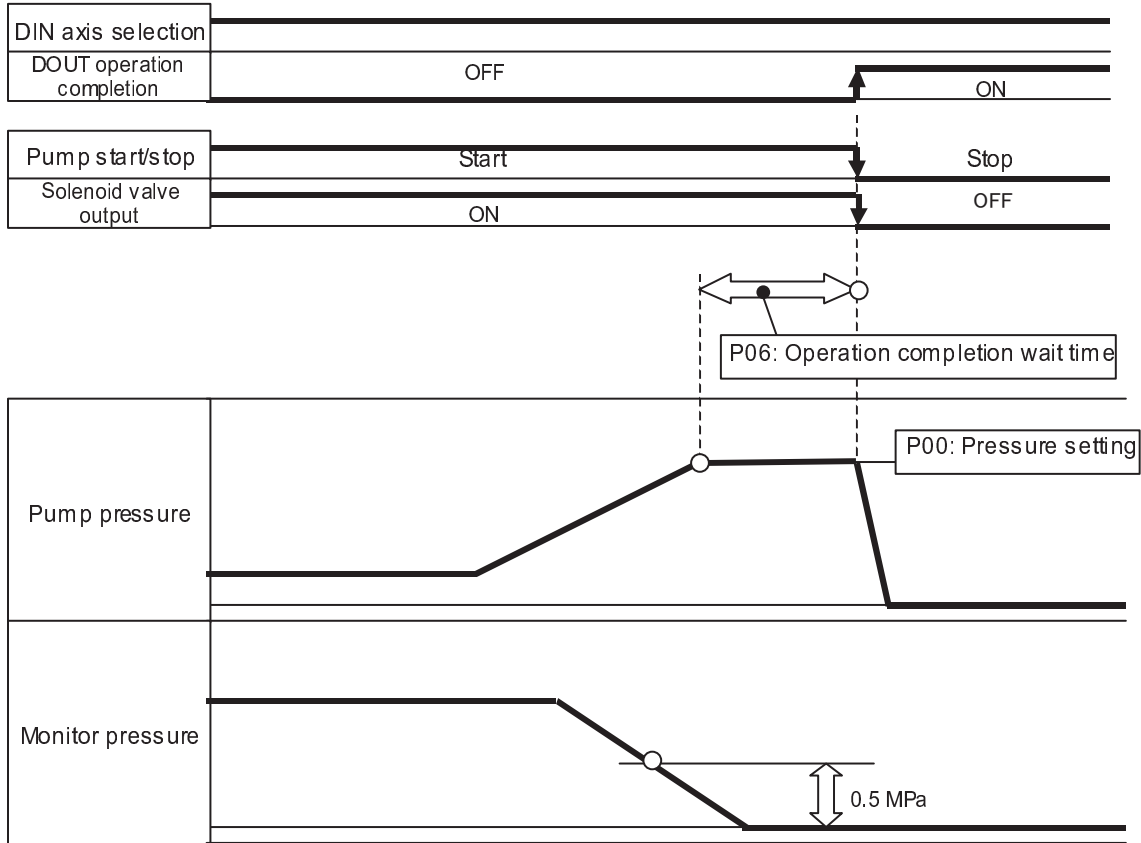 DIN axis selection
DOUT operation
completion
OFF
ON
Pump start/stop
Start
Stop
Solenoid valve
output
ON
OFF
P06: Operation completion wait time
P00: Pressure setting
Pump pressure
Monitor pressure
0.5 MPa